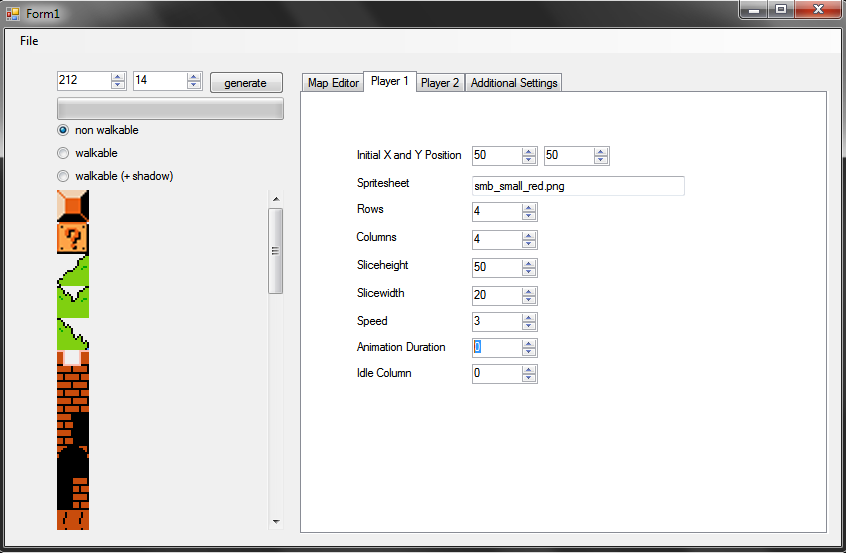 Form1
File
212 14 generate
Map Editor Player 1 Player 2 Additional Settings
non walkable
walkable
walkable (+ shadow)
?
Initial X and Y Position 50 50
Spritesheet smb_small_red.png
Rows 4
Columns 4
Sliceheight 50
Slicewidth 20
Speed 3
Animation Duration 0
Idle Column 0